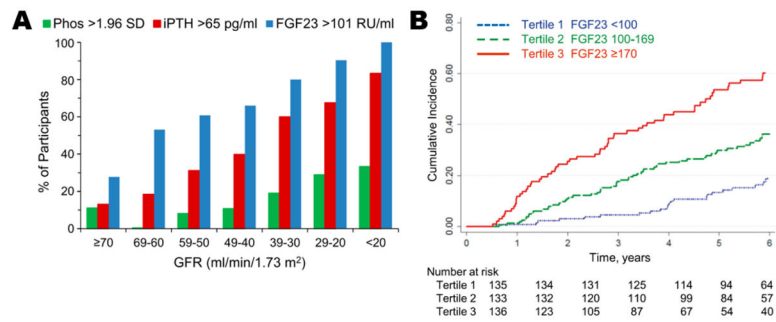 A
Phos >1.96 SD iPTH >65 pg/ml FGF23 >101 RU/ml
% of Participants
100
80
60
40
20
0
≥70 69-60 59-50 49-40 39-30 29-20 <20
GFR (ml/min/1.73 m²)
B
Tertile 1 FGF23 <100
Tertile 2 FGF23 100-169
Tertile 3 FGF23 ≥170
Cumulative Incidence
0.80
0.60
0.40
0.20
0.00
0 1 2 3 4 5 6
Time, years
Number at risk
Tertile 1 135 134 131 125 114 94 64
Tertile 2 133 132 120 110 99 84 57
Tertile 3 136 123 105 87 67 54 40